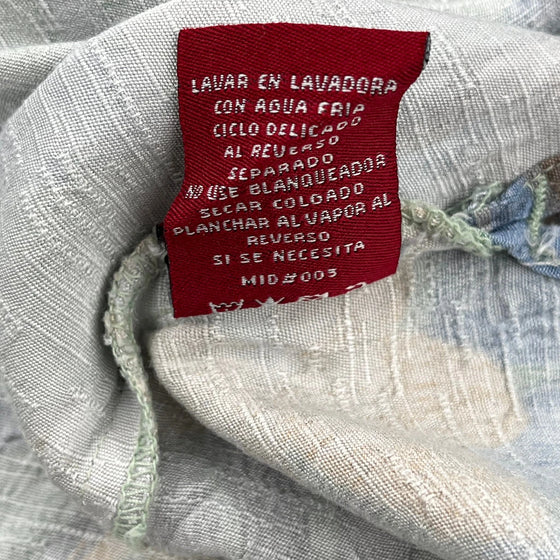 LAVAR EN LAVADORA
CON AGUA FRIA
CICLO DELICADO
AL REVERSO
SEPARADO
NO USE BLANQUEADOR
SECAR COLGADO
PLANCHAR AL VAPOR AL
REVERSO
SI SE NECESITA
MID#003